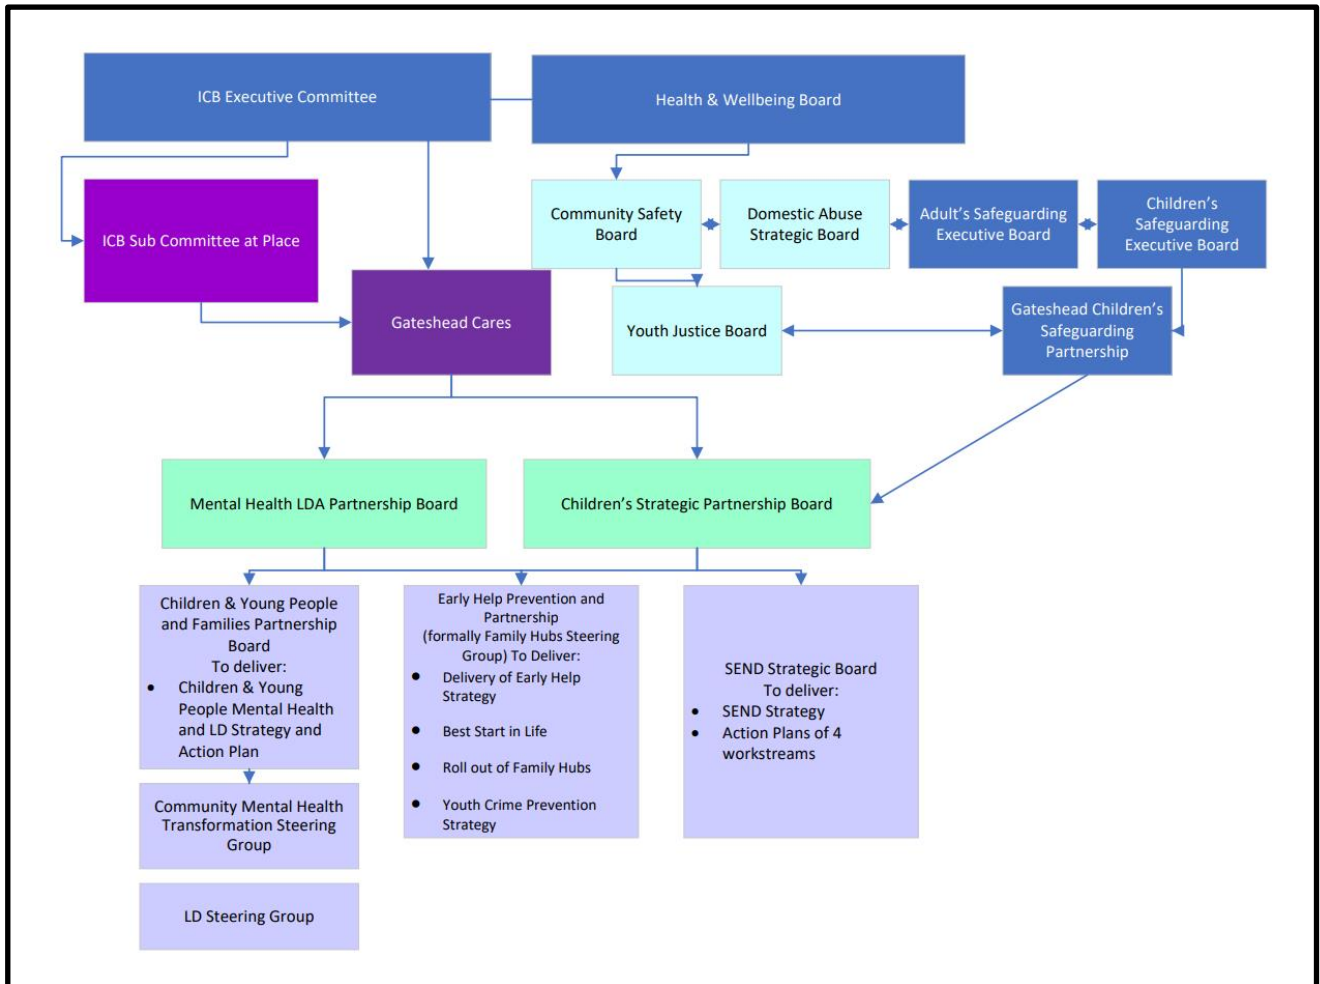 ICB Executive Committee
Health & Wellbeing Board
ICB Sub Committee at Place
Community Safety
Board
Domestic Abuse
Strategic Board
Adult’s Safeguarding
Executive Board
Children’s
Safeguarding
Executive Board
Gateshead Cares
Youth Justice Board
Gateshead Children’s
Safeguarding
Partnership
Mental Health LDA Partnership Board
Children’s Strategic Partnership Board
Children & Young People
and Families Partnership
Board
To deliver:
• Children & Young
People Mental Health
and LD Strategy and
Action Plan
Early Help Prevention and
Partnership
(formally Family Hubs Steering
Group) To Deliver:
• Delivery of Early Help
Strategy
• Best Start in Life
• Roll out of Family Hubs
• Youth Crime Prevention
Strategy
SEND Strategic Board
To deliver:
• SEND Strategy
• Action Plans of 4
workstreams
Community Mental Health
Transformation Steering
Group
LD Steering Group